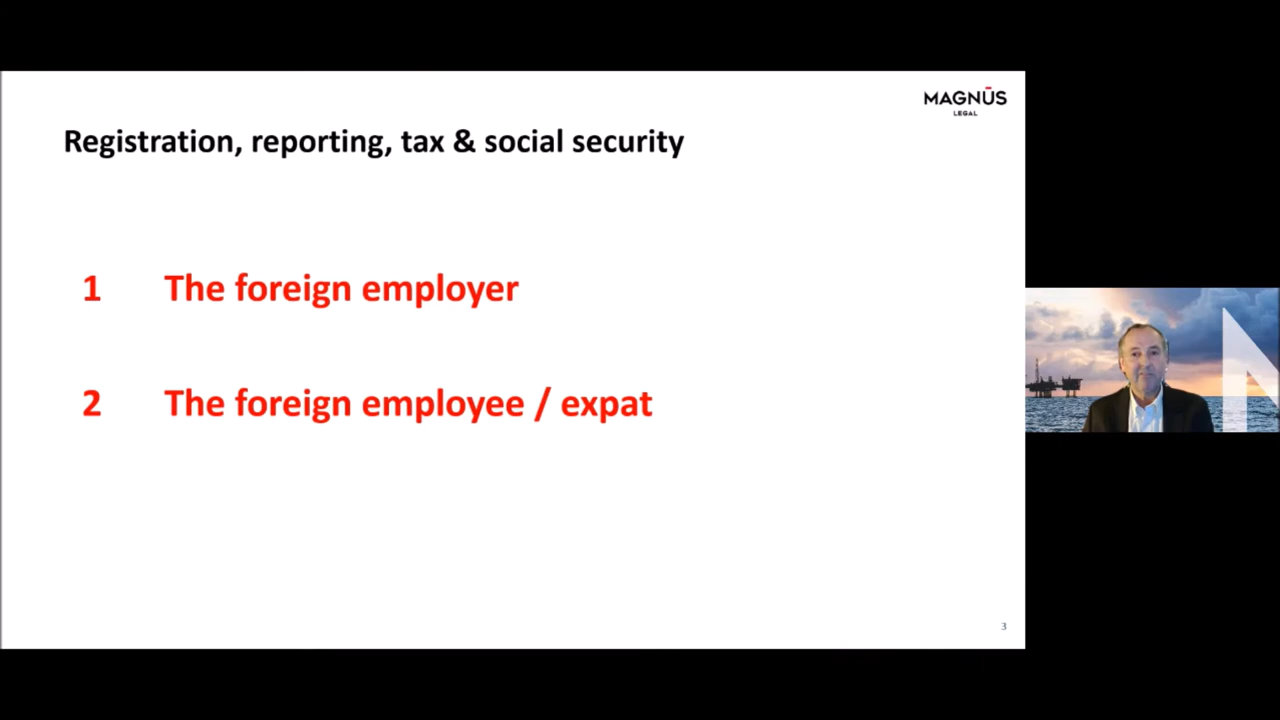 MAGNŪS
LEGAL
Registration, reporting, tax & social security
1 The foreign employer
2 The foreign employee / expat
3